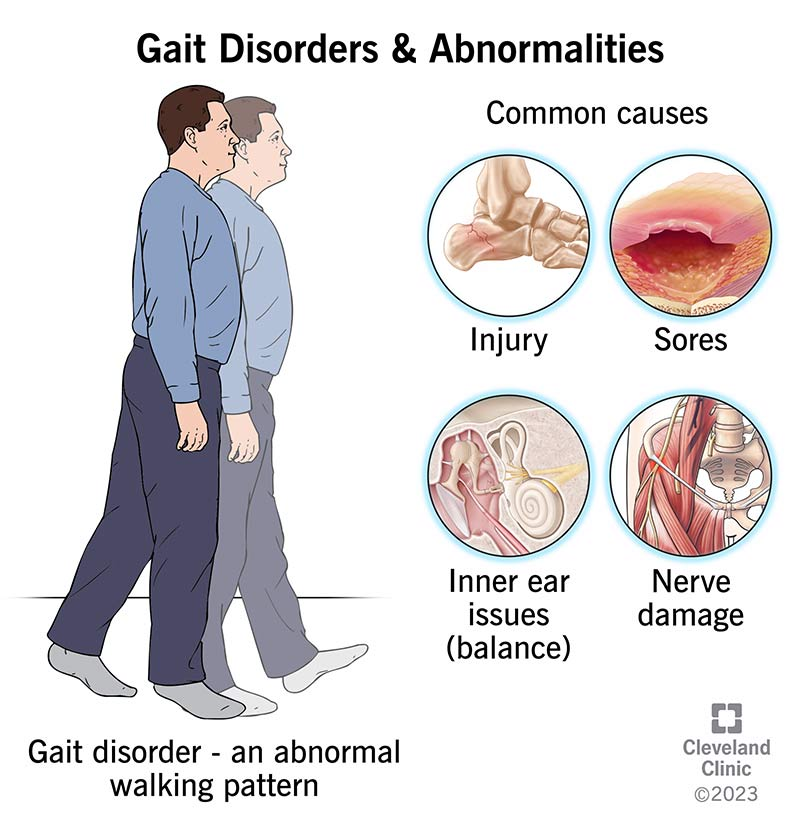 Gait Disorders & Abnormalities
Common causes
Injury
Sores
Inner ear
issues
(balance)
Nerve
damage
Gait disorder - an abnormal
walking pattern
Cleveland
Clinic
©2023